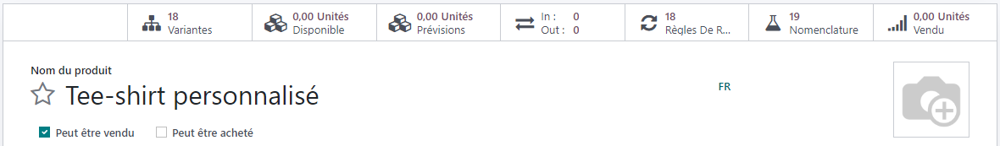 18
Variantes
0,00 Unités
Disponible
0,00 Unités
Prévisions
In : 0
Out : 0
18
Règles De R...
19
Nomenclature
0,00 Unités
Vendu
Nom du produit
Tee-shirt personnalisé
FR
Peut être vendu
Peut être acheté